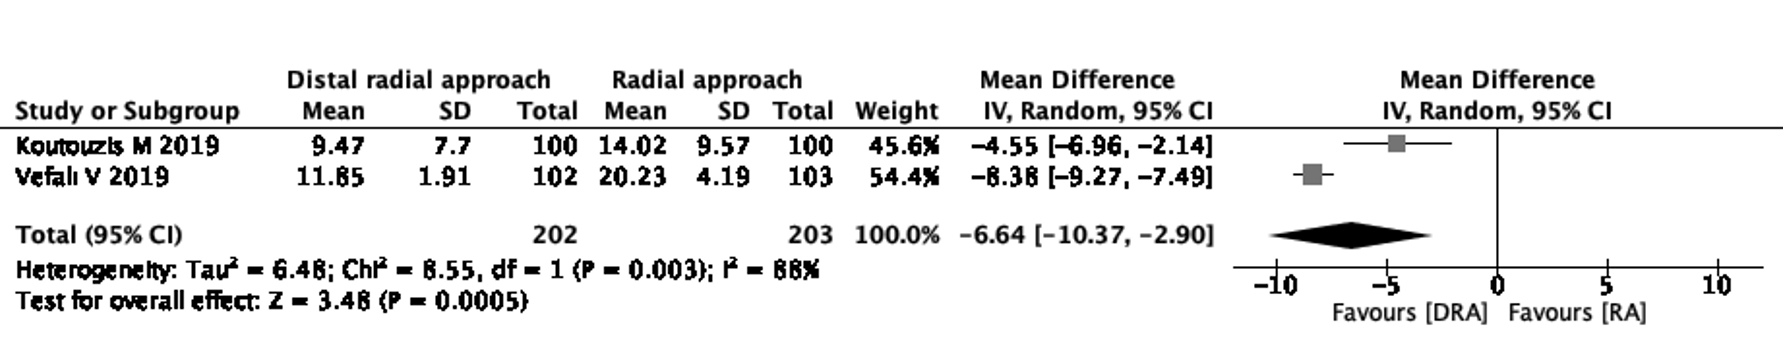 Distal radial approach Radial approach Mean Difference Mean Difference
Study or Subgroup Mean SD Total Mean SD Total Weight IV, Random, 95% CI IV, Random, 95% CI
Koutouzis M 2019 9.47 7.7 100 14.02 9.57 100 45.6% −4.55 [−6.96, −2.14]
Vefalı V 2019 11.85 1.91 102 20.23 4.19 103 54.4% −8.38 [−9.27, −7.49]
Total (95% CI) 202 203 100.0% −6.64 [−10.37, −2.90]
Heterogeneity: Tau² = 6.48; Chi² = 8.55, df = 1 (P = 0.003); I² = 88%
Test for overall effect: Z = 3.48 (P = 0.0005)
−10 −5 0 5 10
Favours [DRA] Favours [RA]